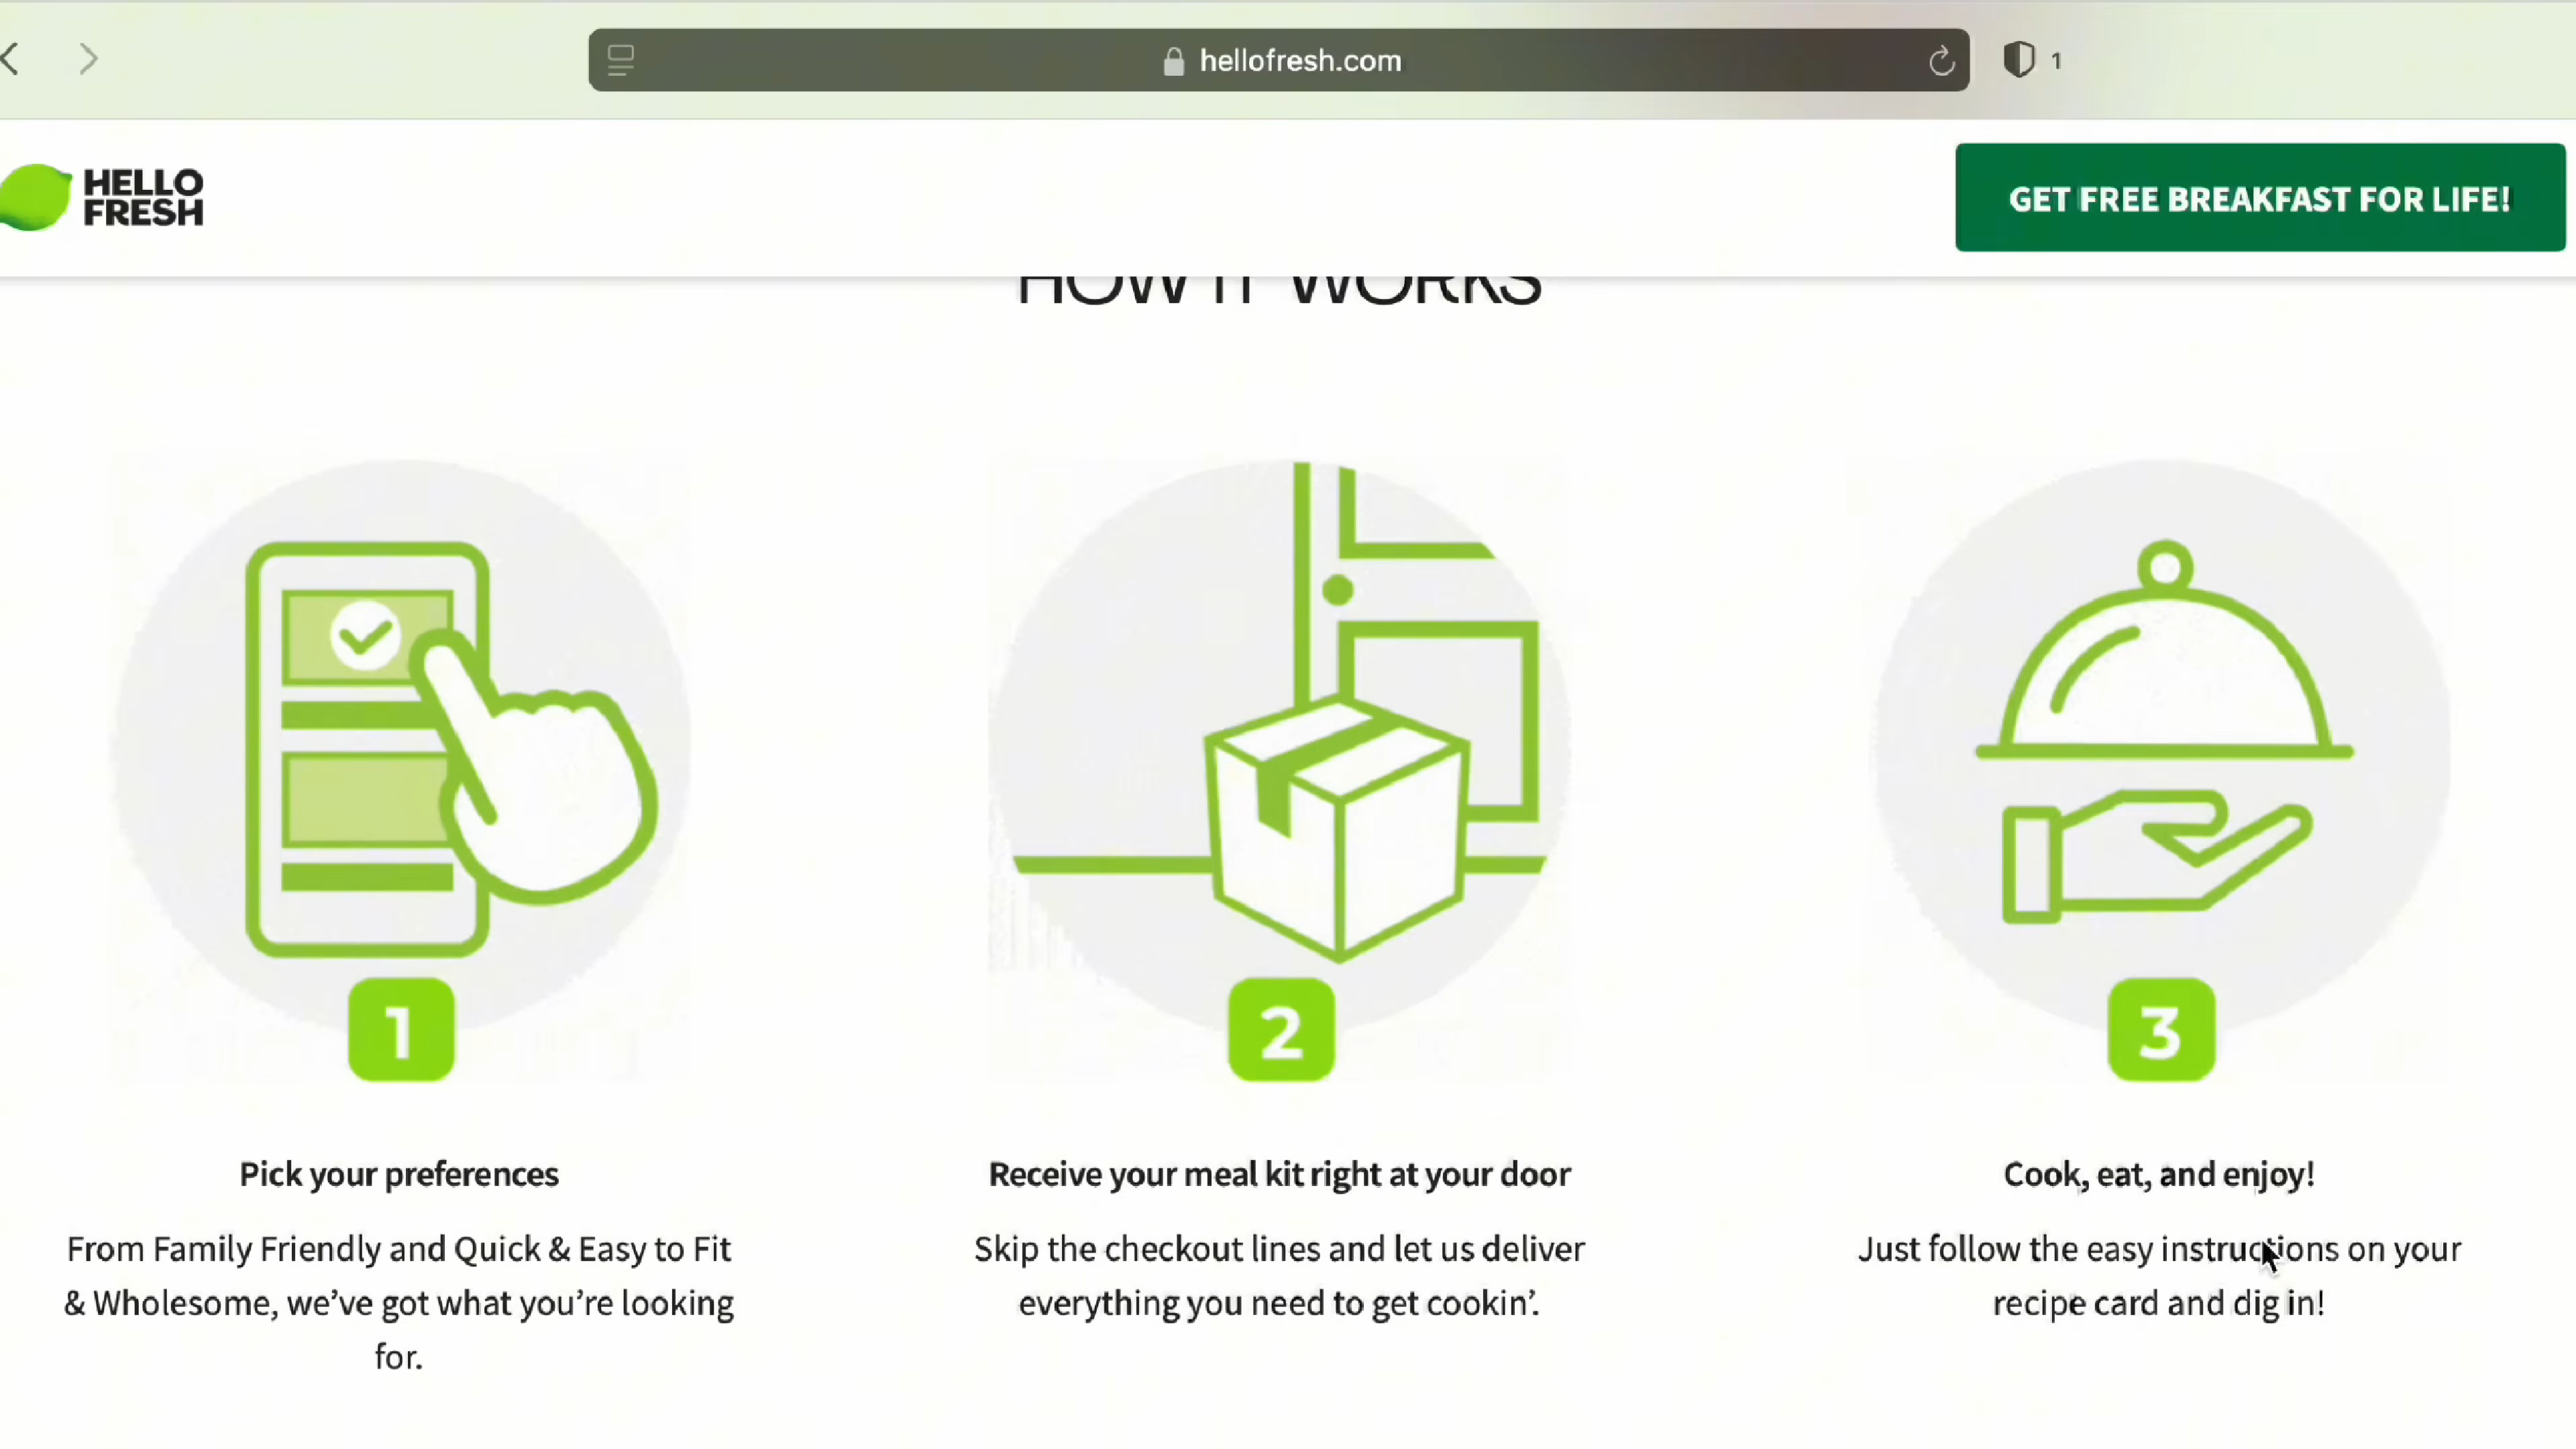 hellofresh.com
1
HELLO
FRESH
GET FREE BREAKFAST FOR LIFE!
HOW IT WORKS
1
2
3
Pick your preferences
From Family Friendly and Quick & Easy to Fit
& Wholesome, we’ve got what you’re looking
for.
Receive your meal kit right at your door
Skip the checkout lines and let us deliver
everything you need to get cookin’.
Cook, eat, and enjoy!
Just follow the easy instructions on your
recipe card and dig in!